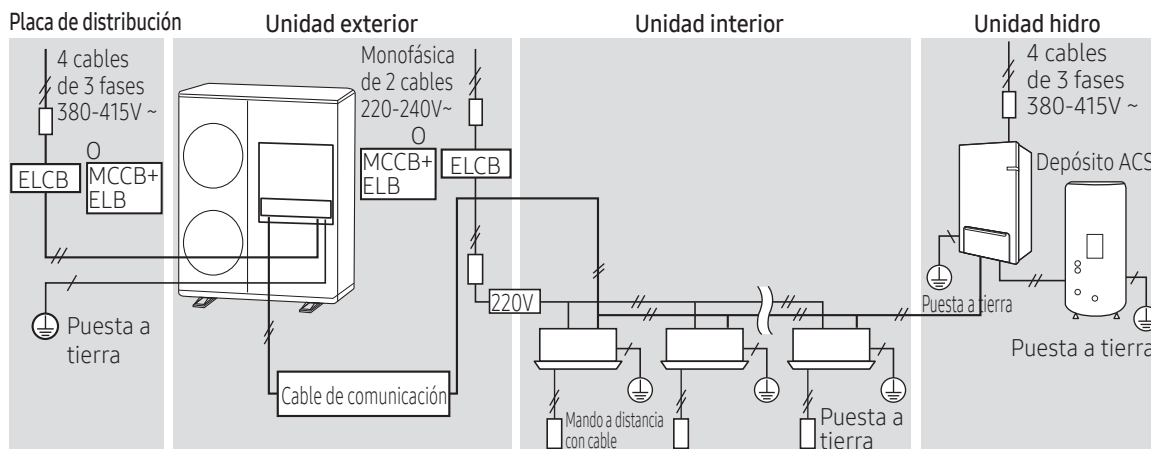 Placa de distribución
4 cables
de 3 fases
380-415V ~
O
ELCB
MCCB+
ELB
Puesta a
tierra
Unidad exterior
Monofásica
de 2 cables
220-240V~
O
MCCB+
ELB
ELCB
Cable de comunicación
Unidad interior
220V
Mando a distancia
con cable
Puesta a
tierra
Unidad hidro
4 cables
de 3 fases
380-415V ~
Depósito ACS
Puesta a tierra
Puesta a tierra